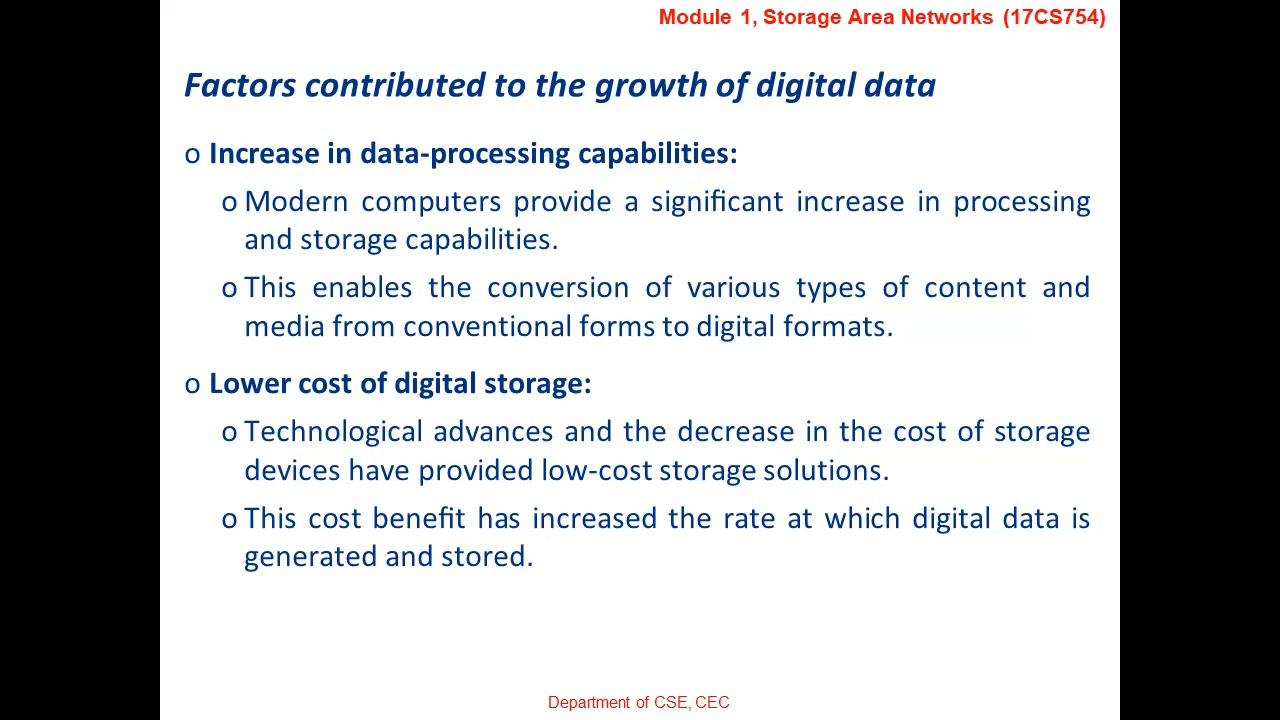 Module 1, Storage Area Networks (17CS754)
Factors contributed to the growth of digital data
o Increase in data-processing capabilities:
o Modern computers provide a significant increase in processing
and storage capabilities.
o This enables the conversion of various types of content and
media from conventional forms to digital formats.
o Lower cost of digital storage:
o Technological advances and the decrease in the cost of storage
devices have provided low-cost storage solutions.
o This cost benefit has increased the rate at which digital data is
generated and stored.
Department of CSE, CEC